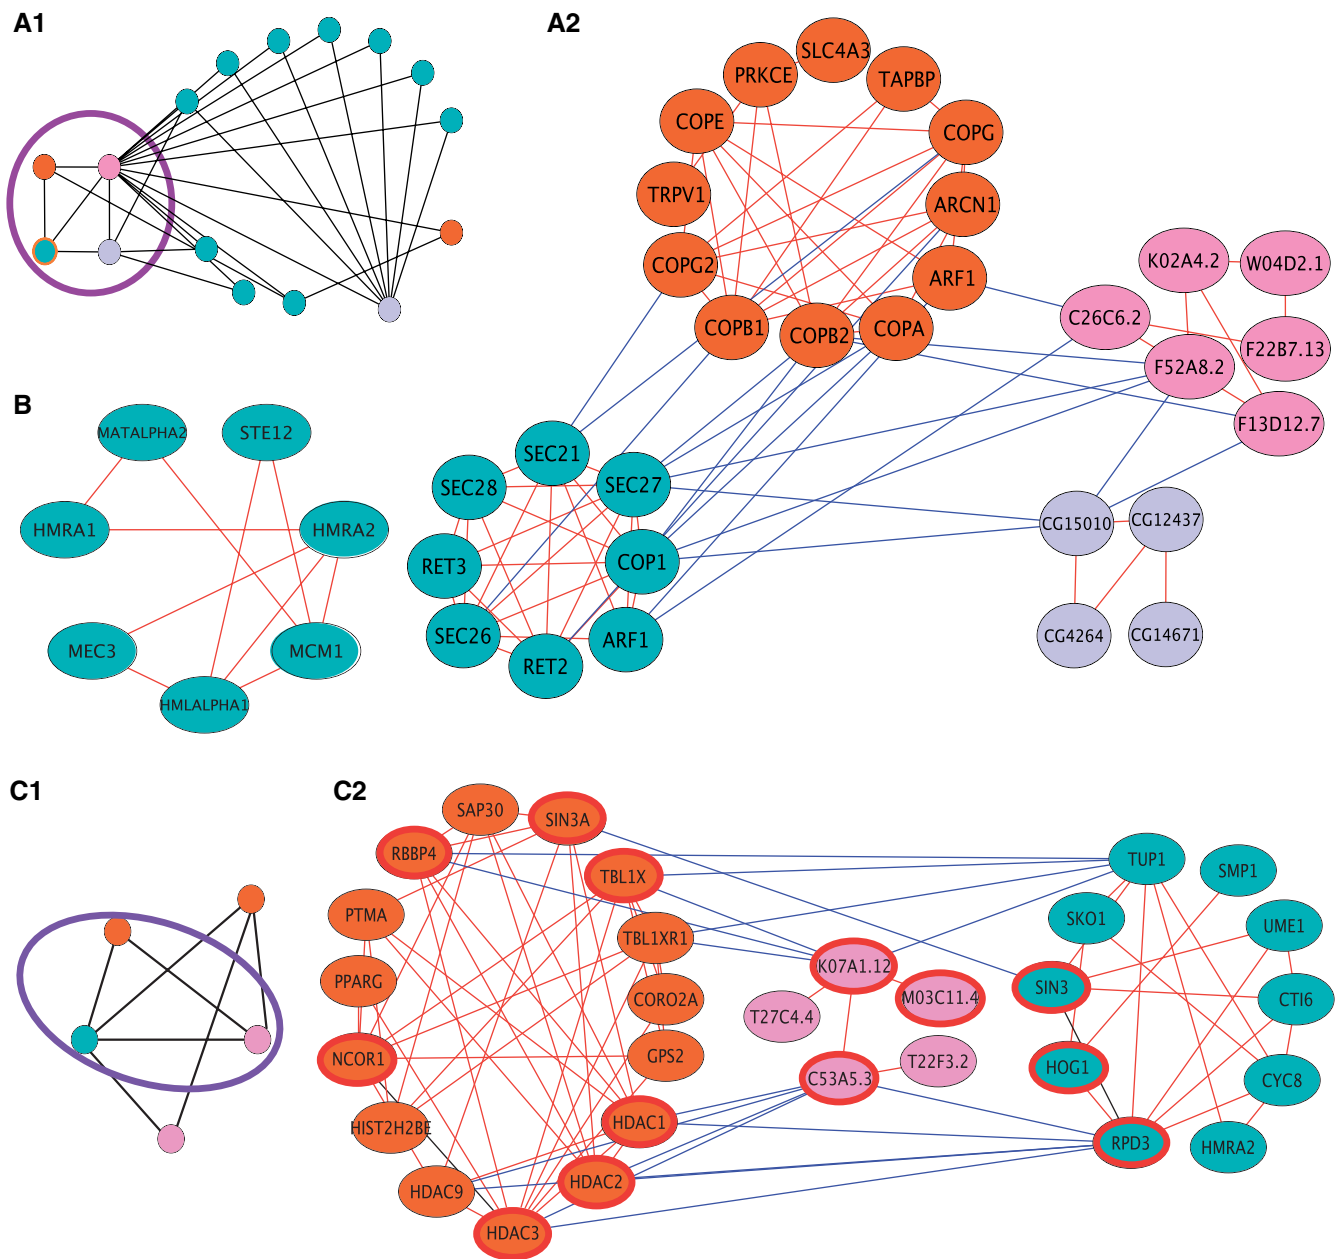 A1
A2
SLC4A3
PRKCE
TAPBP
COPE
COPG
TRPV1
ARCN1
COPG2
ARF1
COPB1
COPB2
COPA
K02A4.2
W04D2.1
C26C6.2
F22B7.13
F52A8.2
F13D12.7
SEC21
SEC28
SEC27
RET3
COP1
SEC26
RET2
ARF1
CG15010
CG12437
CG4264
CG14671
B
MATALPHA2
STE12
HMRA1
HMRA2
MEC3
MCM1
HMLALPHA1
C1
C2
SAP30
SIN3A
RBBP4
TBL1X
PTMA
TBL1XR1
PPARG
CORO2A
NCOR1
GPS2
HIST2H2BE
HDAC1
HDAC9
HDAC2
HDAC3
K07A1.12
M03C11.4
T27C4.4
T22F3.2
C53A5.3
TUP1
SMP1
SKO1
UME1
SIN3
CTI6
HOG1
CYC8
RPD3
HMRA2